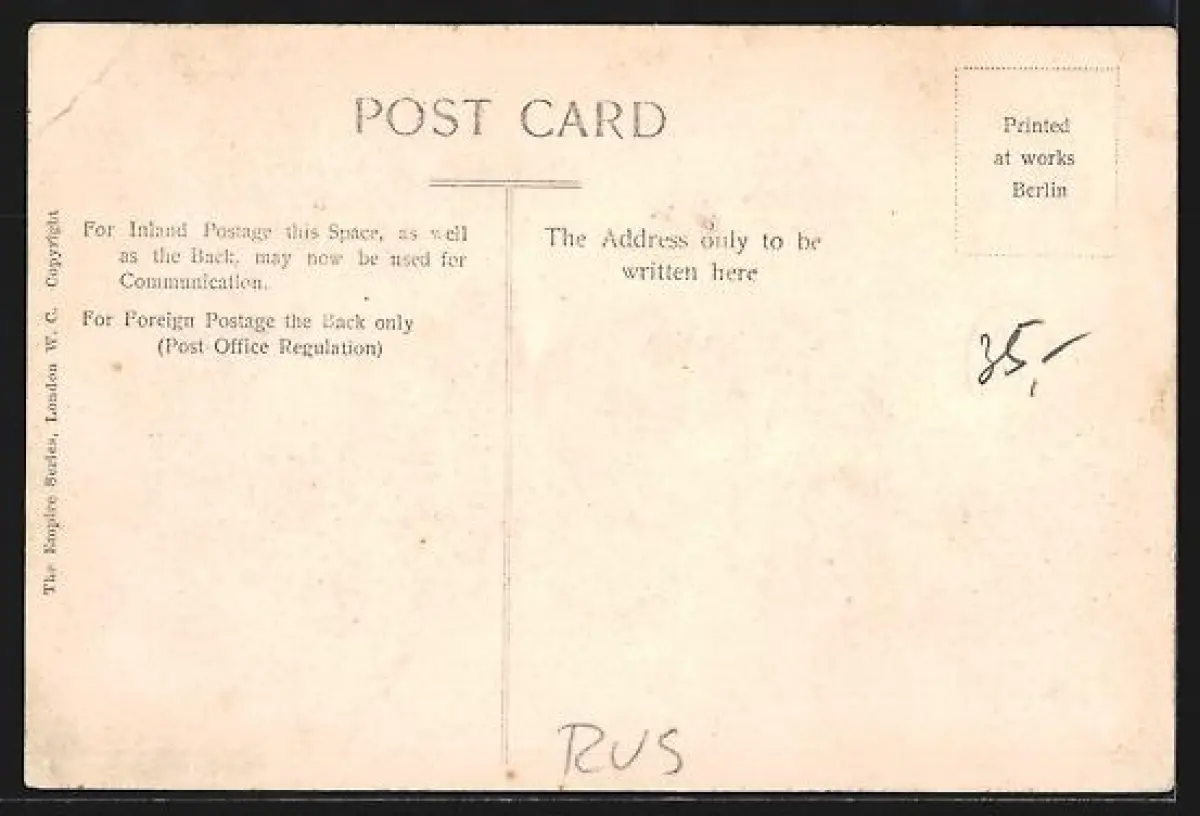 POST CARD
Printed
at works
Berlin
For Inland Postage this Space, as well
as the Back, may now be used for
Communication.
For Foreign Postage the Back only
(Post Office Regulation)
The Address only to be
written here
35,-
The Empire Series, London W. C. Copyright
RUS